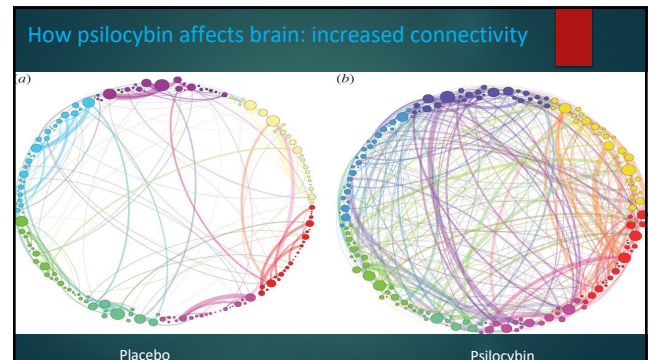 How psilocybin affects brain: increased connectivity
(a)
(b)
Placebo
Psilocybin